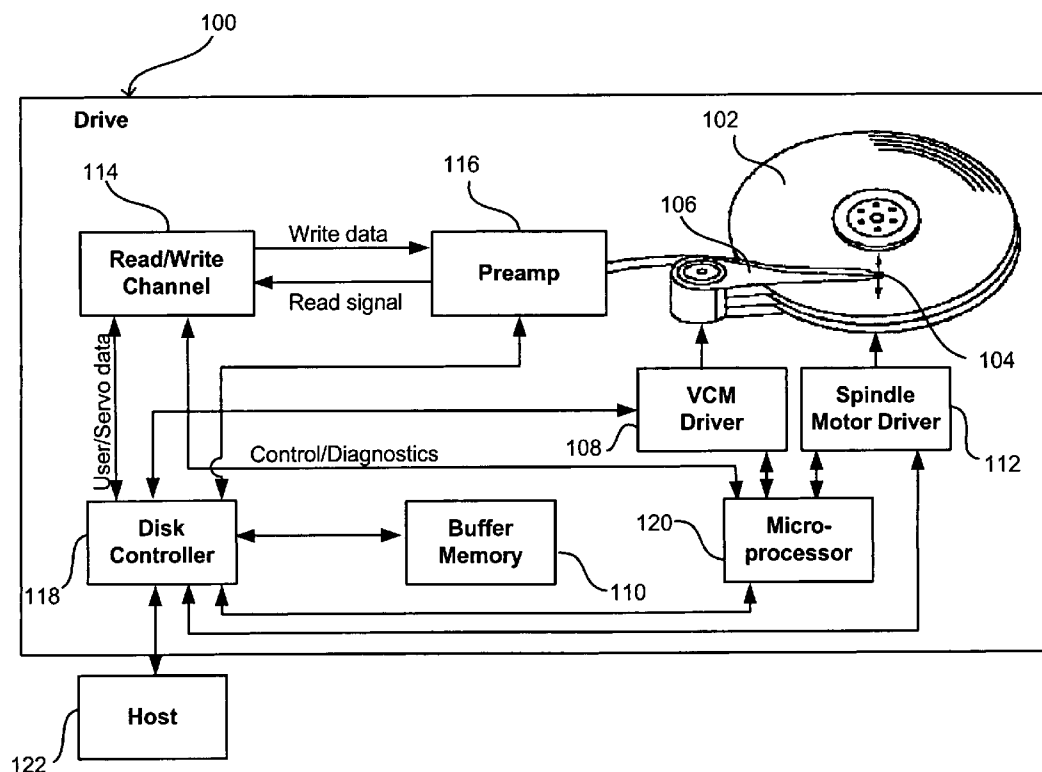 100
Drive
102
114
116
106
Write data
Read/Write
Channel
Preamp
Read signal
104
User/Servo data
VCM
Driver
Spindle
Motor Driver
108
112
Control/Diagnostics
Disk
Controller
Buffer
Memory
120
Micro-
processor
118
110
Host
122